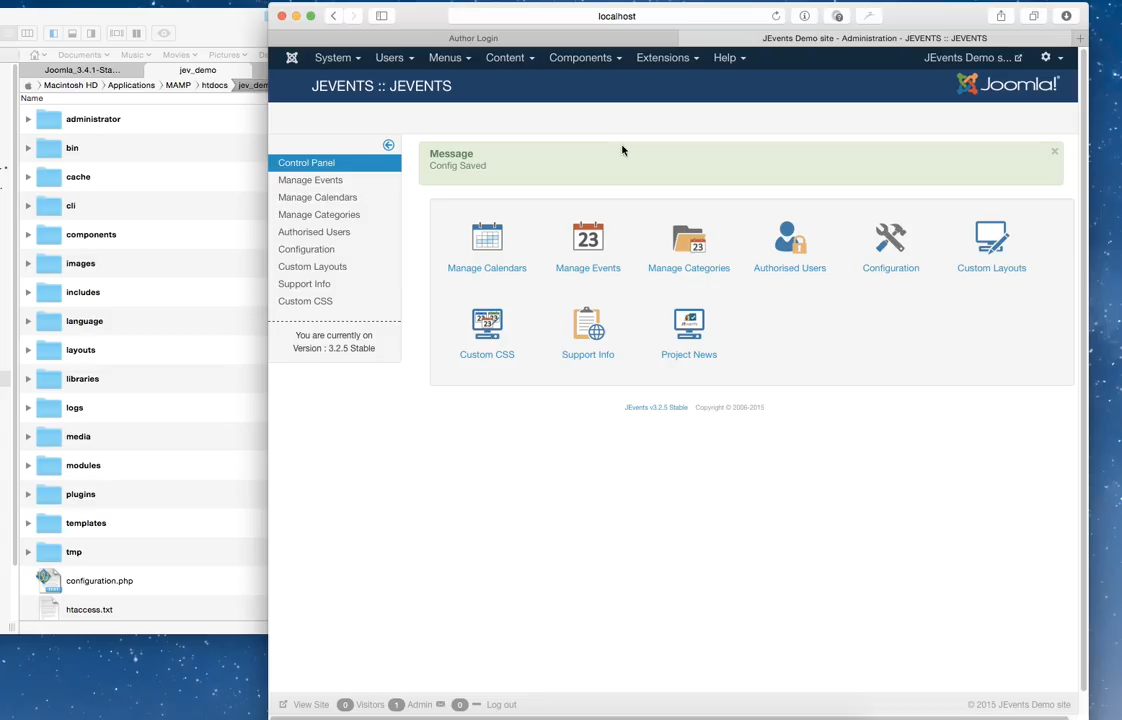 Documents
Music
Movies
Pictures
Joomla_3.4.1-Sta...
jev_demo
Macintosh HD
Applications
MAMP
htdocs
jev_dem
Name
administrator
bin
cache
cli
components
images
includes
language
layouts
libraries
logs
media
modules
plugins
templates
tmp
configuration.php
htaccess.txt
localhost
Author Login
JEvents Demo site - Administration - JEVENTS :: JEVENTS
System
Users
Menus
Content
Components
Extensions
Help
JEvents Demo s...
JEVENTS :: JEVENTS
Joomla!
Control Panel
Manage Events
Manage Calendars
Manage Categories
Authorised Users
Configuration
Custom Layouts
Support Info
Custom CSS
You are currently on
Version : 3.2.5 Stable
Message
Config Saved
23
23
Manage Calendars
Manage Events
Manage Categories
Authorised Users
Configuration
Custom Layouts
Custom CSS
Support Info
Project News
JEvents v3.2.5 Stable Copyright © 2006-2015
View Site 0 Visitors 1 Admin 0 Log out
© 2015 JEvents Demo site